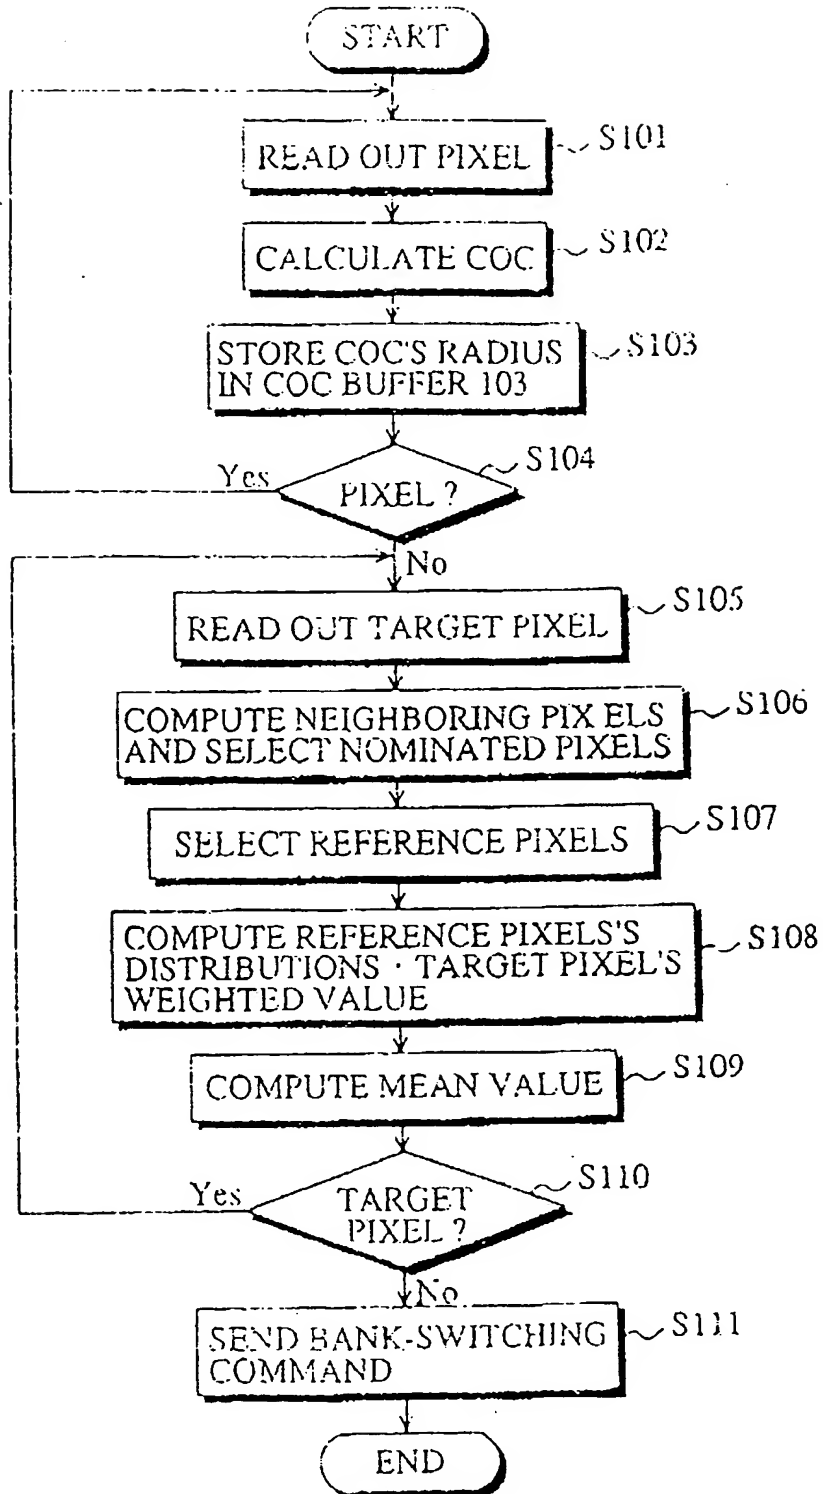 START
READ OUT PIXEL
S101
CALCULATE COC
S102
STORE COC'S RADIUS
IN COC BUFFER 103
S103
PIXEL ?
S104
Yes
No
READ OUT TARGET PIXEL
S105
COMPUTE NEIGHBORING PIX ELS
AND SELECT NOMINATED PIXELS
S106
SELECT REFERENCE PIXELS
S107
COMPUTE REFERENCE PIXELS'S
DISTRIBUTIONS · TARGET PIXEL'S
WEIGHTED VALUE
S108
COMPUTE MEAN VALUE
S109
TARGET
PIXEL ?
S110
Yes
No
SEND BANK-SWITCHING
COMMAND
S111
END